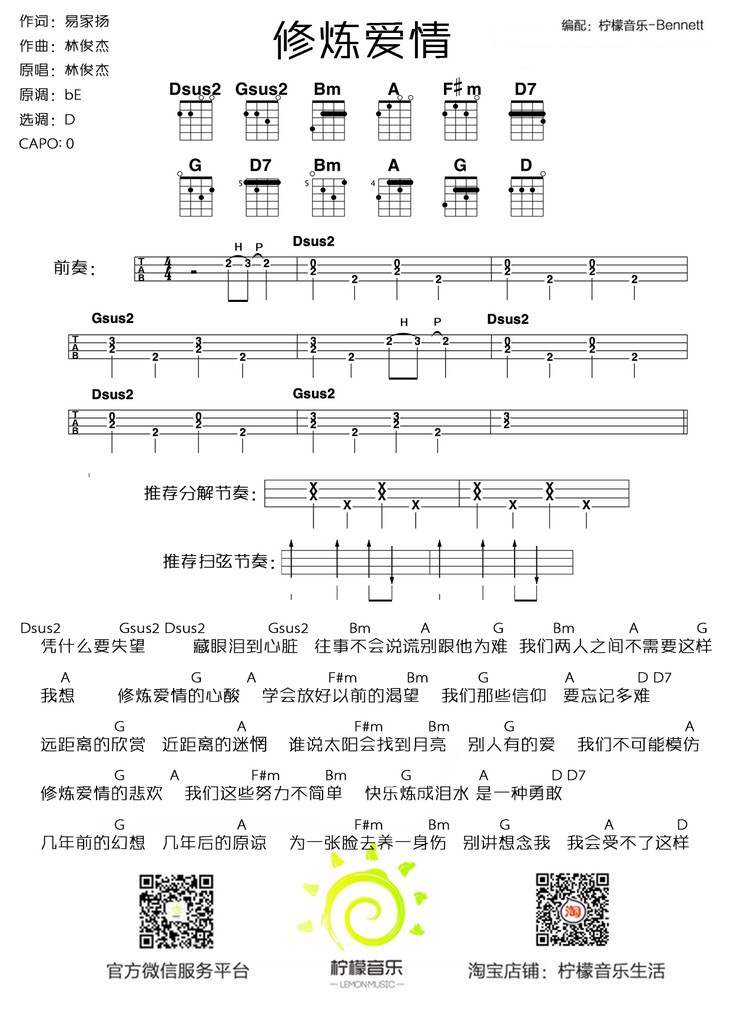 作词：易家扬
作曲：林俊杰
原唱：林俊杰
原调：bE
选调：D
CAPO：0
修炼爱情
编配：柠檬音乐-Bennett
Dsus2 Gsus2 Bm A F♯m D7
G D7 Bm A G D
5 5 4
前奏：
H P Dsus2
T A B 4 4 4 2 3 2 0 2 2 0 2 2 0 2 2 0 2 2
Gsus2 H P Dsus2
T A B 3 2 2 3 2 2 3 2 2 2 3 2 0 2 2 0 2 2
Dsus2 Gsus2
T A B 0 2 2 0 2 2 3 2 2 3 2 2 3 2
推荐分解节奏：
X X X X X X X X X X X X
推荐扫弦节奏：
Dsus2 Gsus2 Dsus2 Gsus2 Bm A G Bm A G
凭什么要失望 藏眼泪到心脏 往事不会说谎别跟他为难 我们两人之间不需要这样
A G A F#m Bm G A D D7
我想 修炼爱情的心酸 学会放好以前的渴望 我们那些信仰 要忘记多难
G A F#m Bm G A
远距离的欣赏 近距离的迷惘 谁说太阳会找到月亮 别人有的爱 我们不可能模仿
G A F#m Bm G A D D7
修炼爱情的悲欢 我们这些努力不简单 快乐炼成泪水 是一种勇敢
G A F#m Bm G A D
几年前的幻想 几年后的原谅 为一张脸去养一身伤 别讲想念我 我会受不了这样
淘
官方微信服务平台
柠檬音乐
LEMON MUSIC
淘宝店铺：柠檬音乐生活